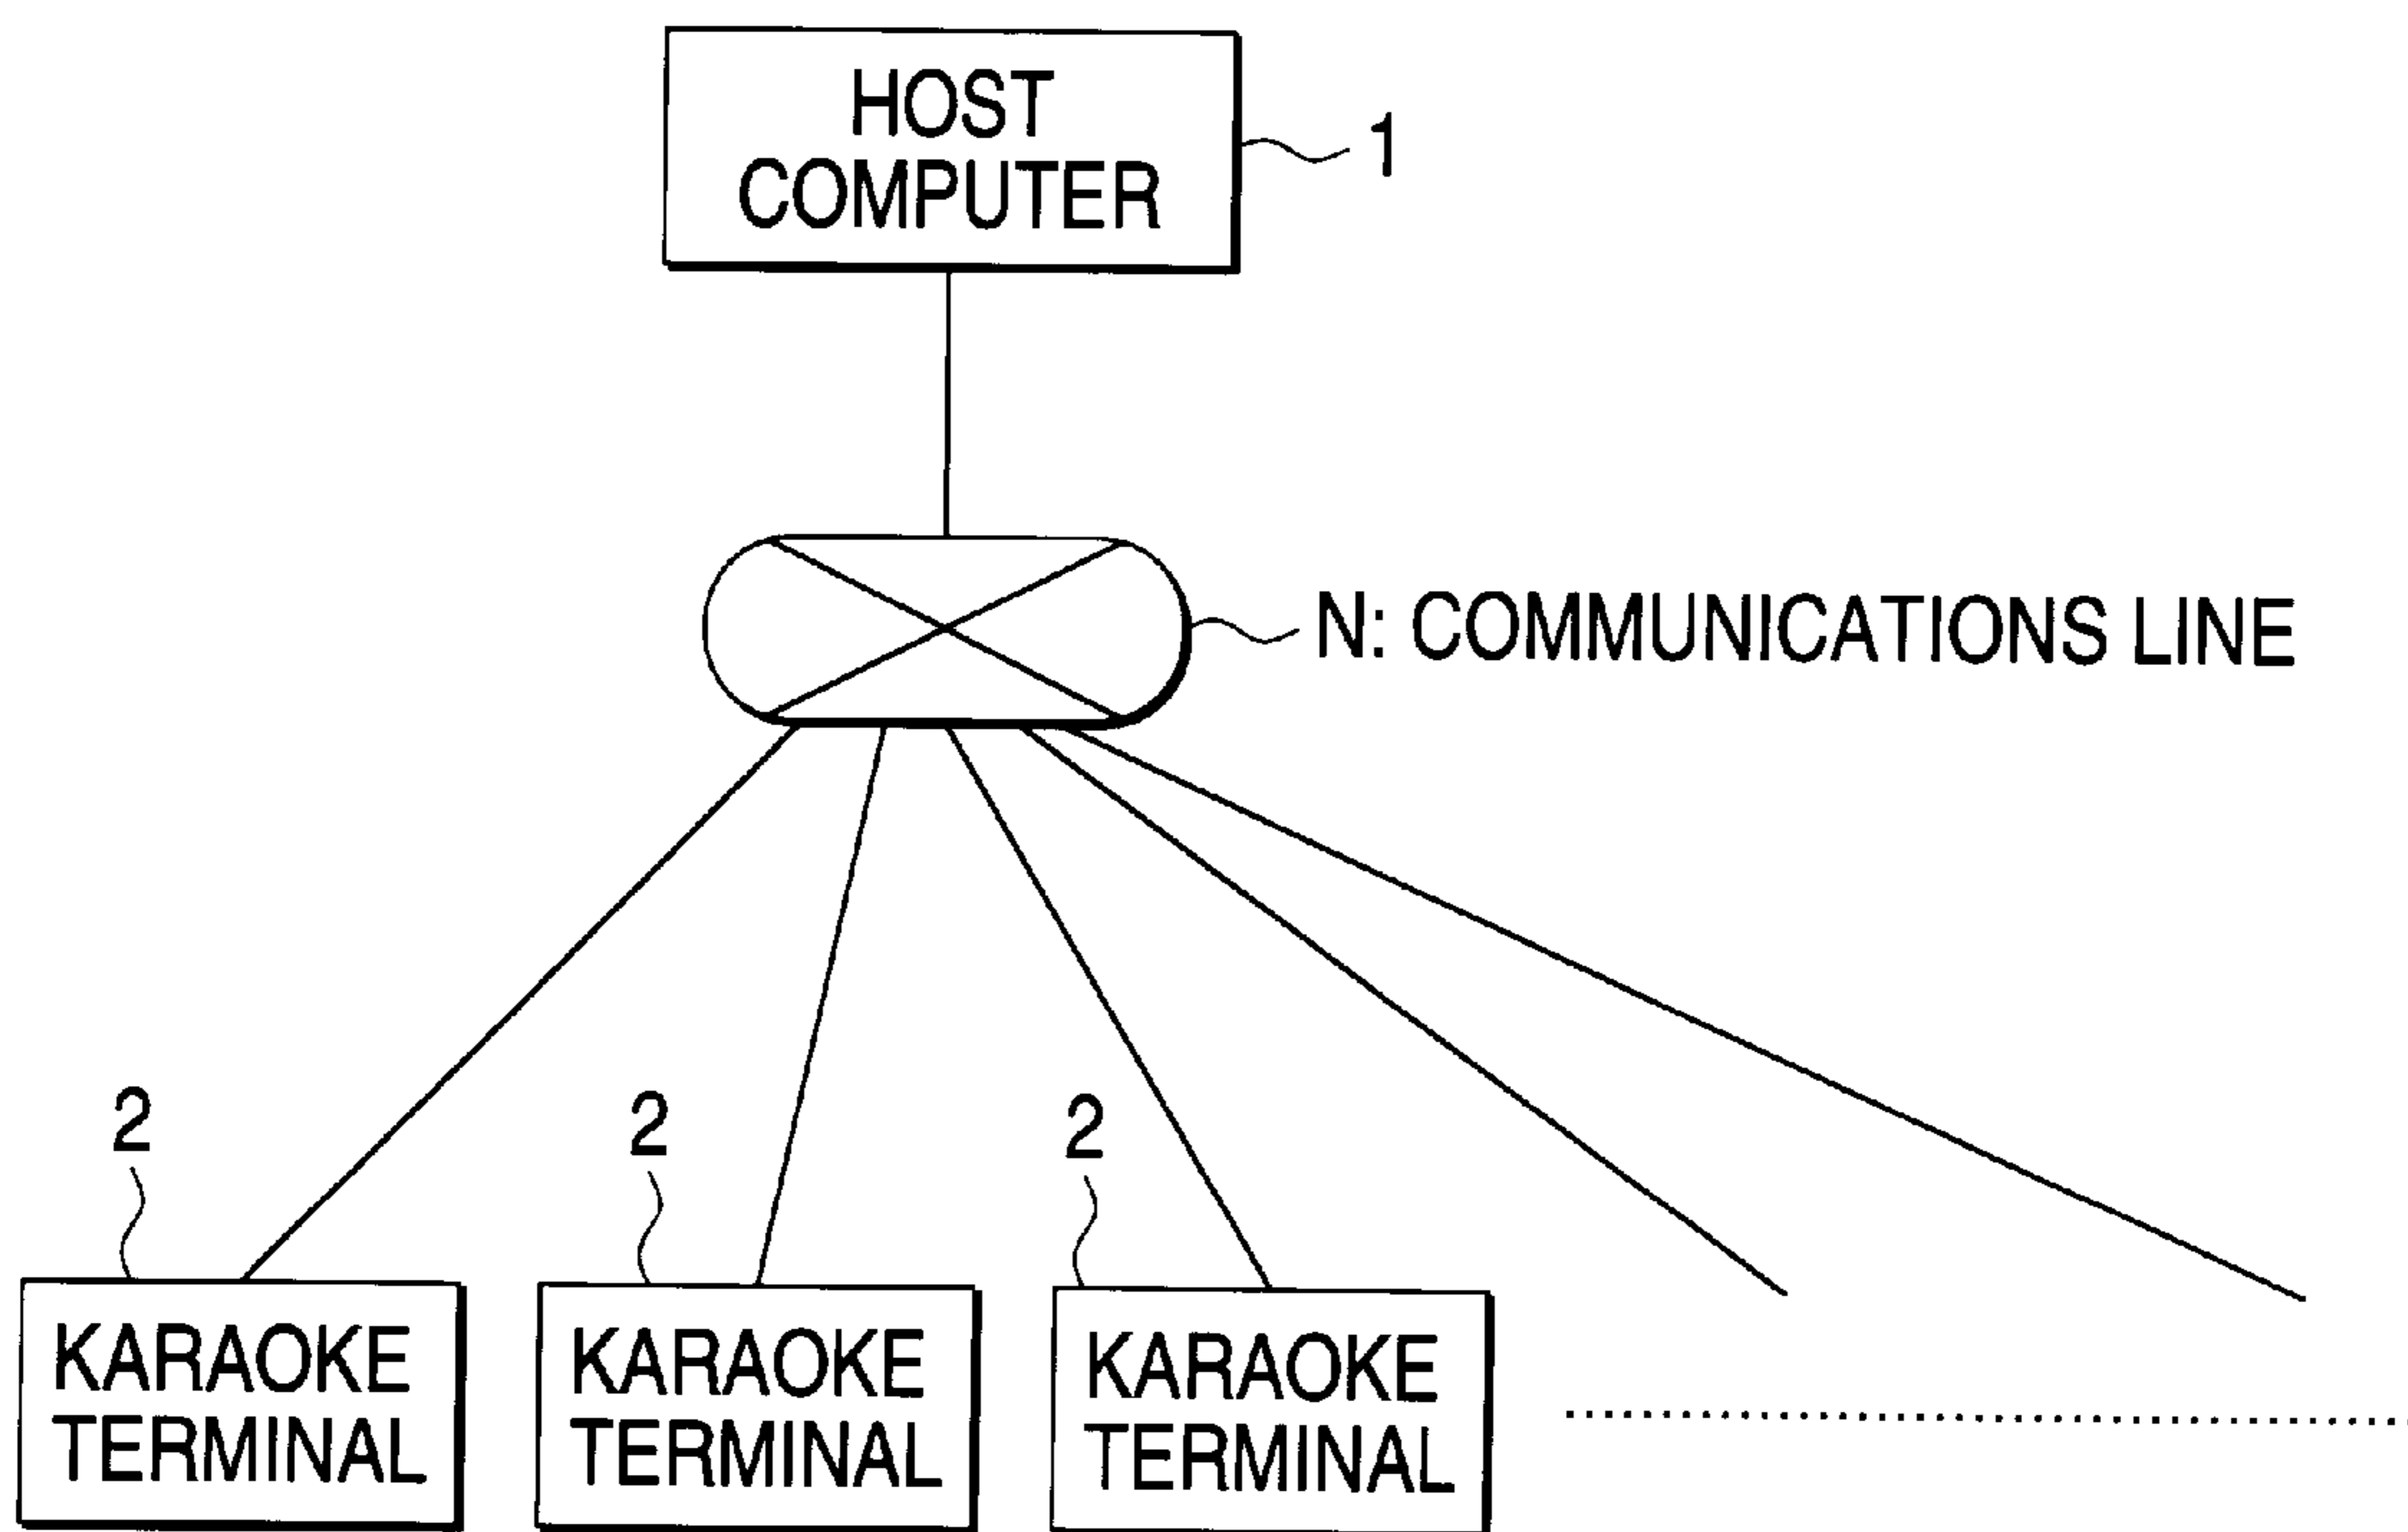 HOST
COMPUTER
1
N: COMMUNICATIONS LINE
2
2
2
KARAOKE
TERMINAL
KARAOKE
TERMINAL
KARAOKE
TERMINAL